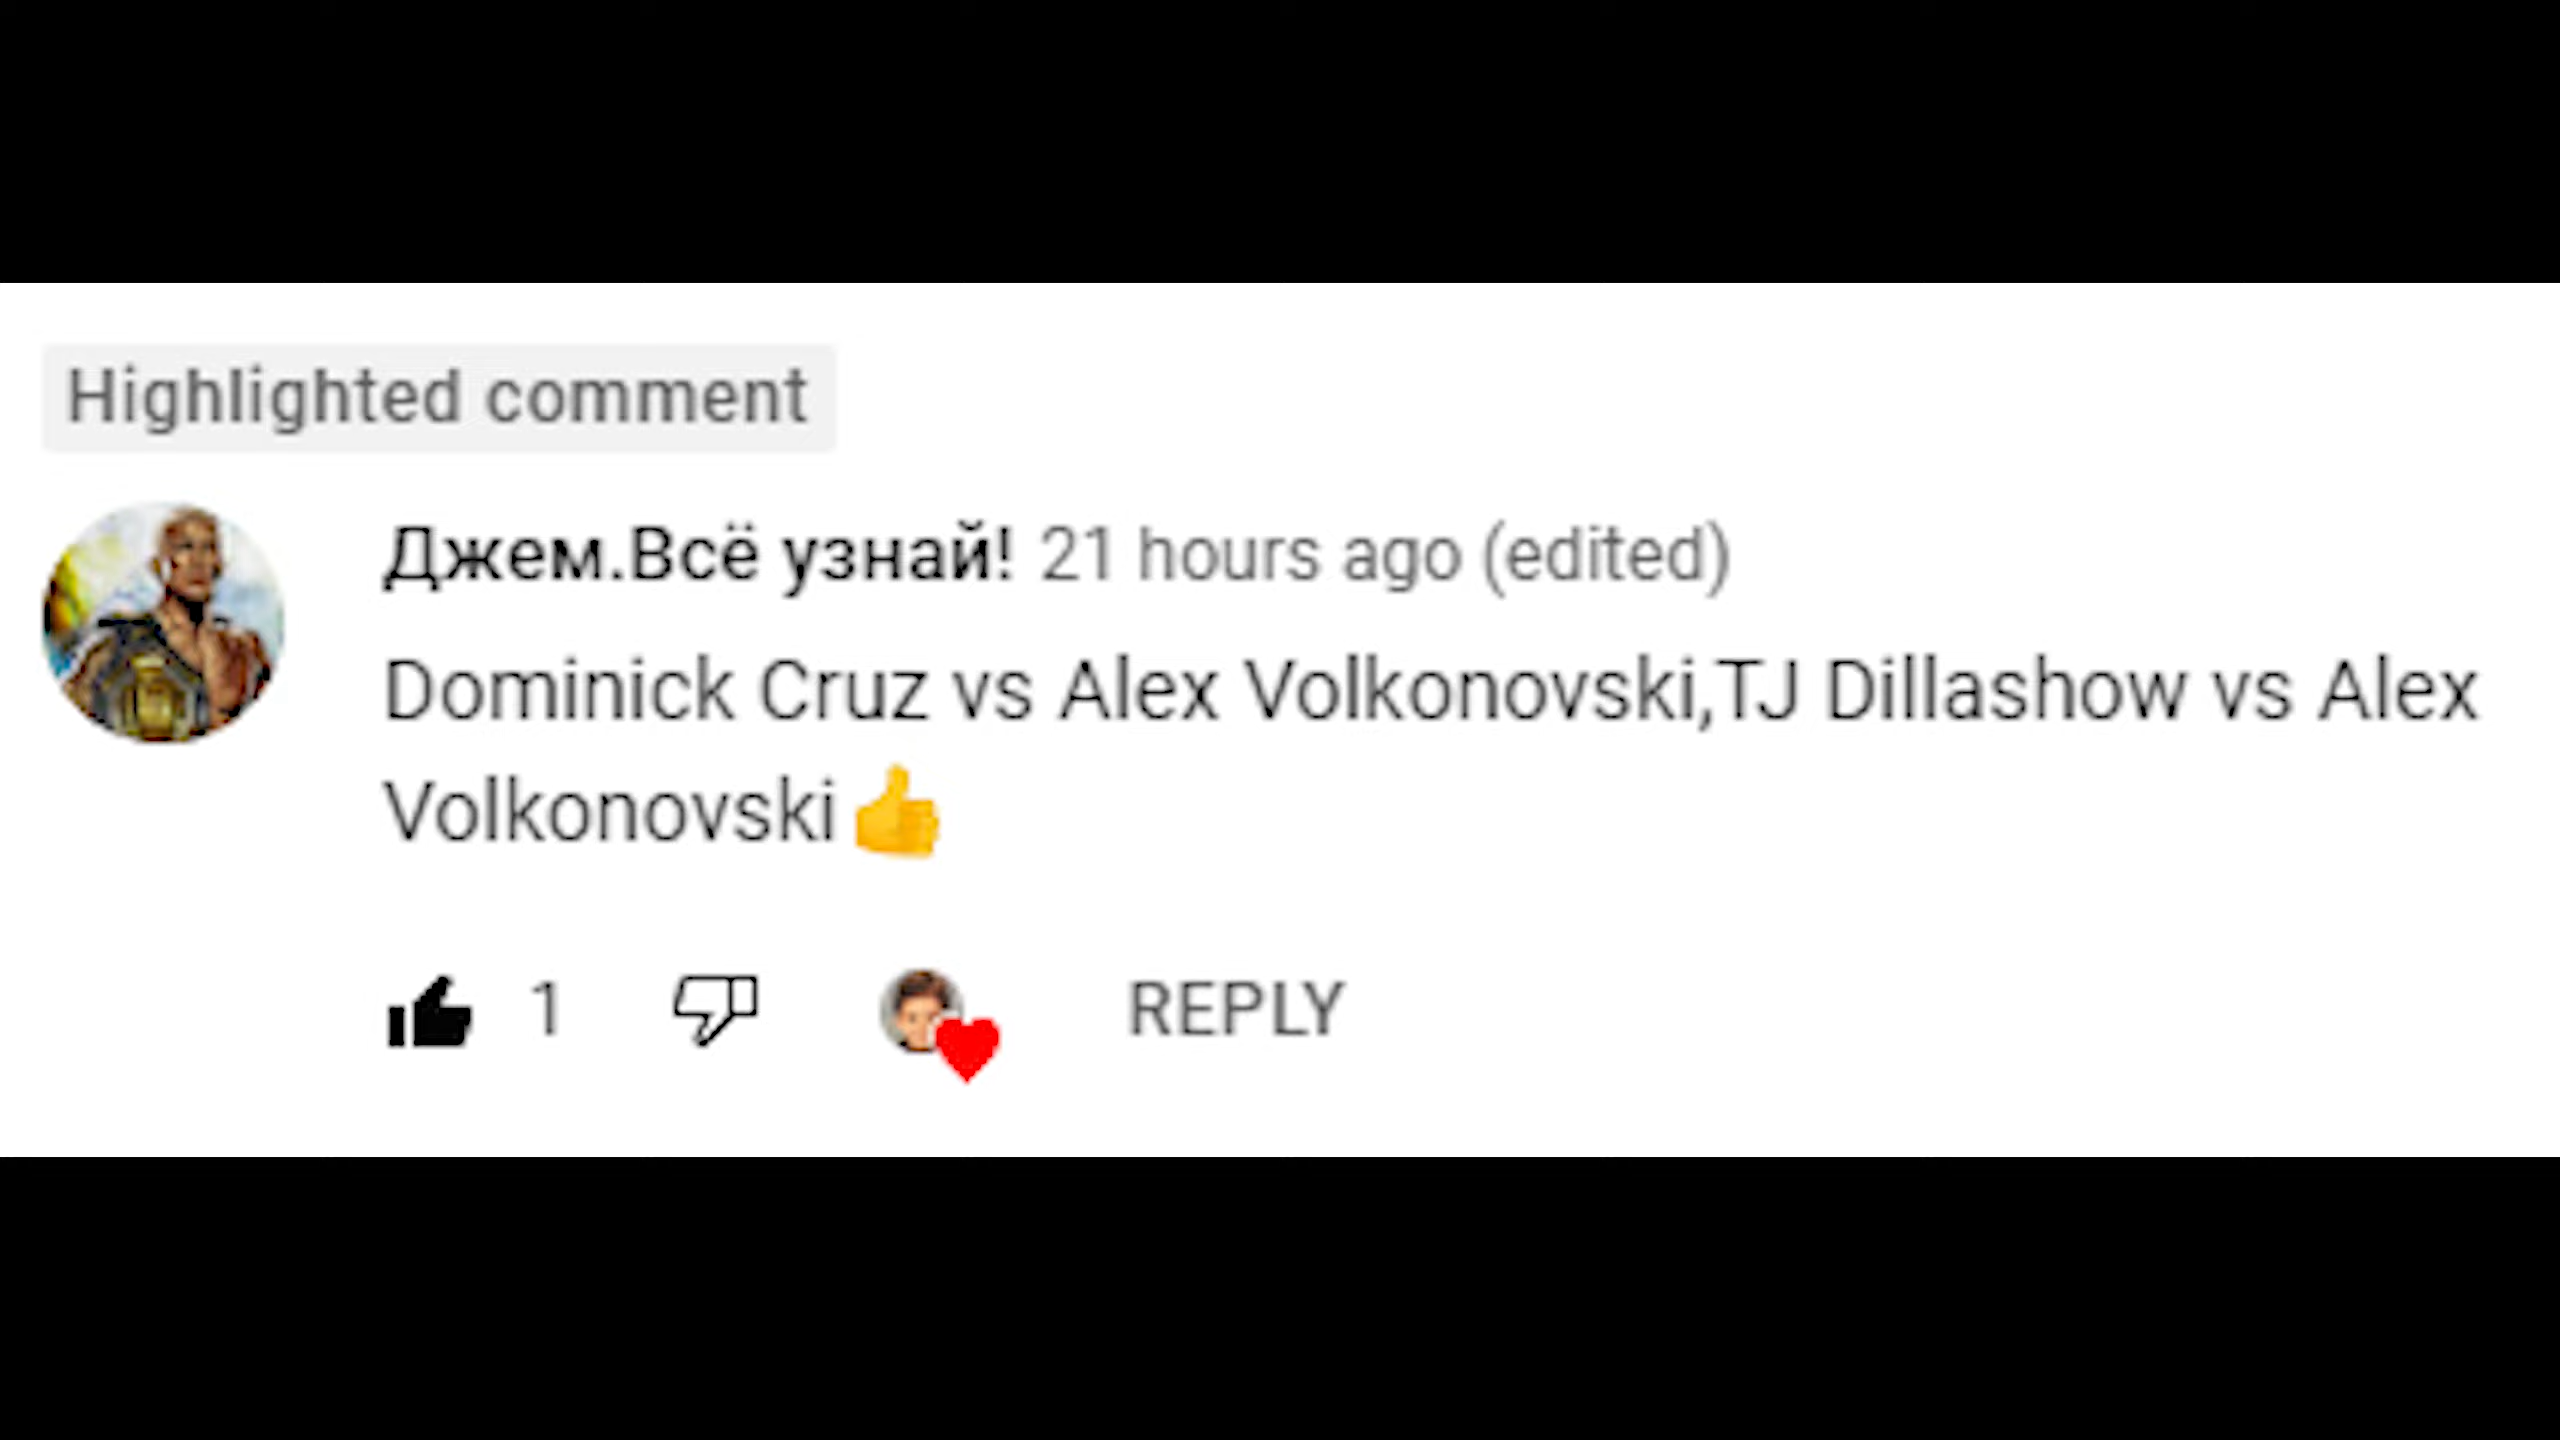 Highlighted comment
Джем.Всё узнай! 21 hours ago (edited)
Dominick Cruz vs Alex Volkonovski,TJ Dillashow vs Alex
Volkonovski👍
1 REPLY